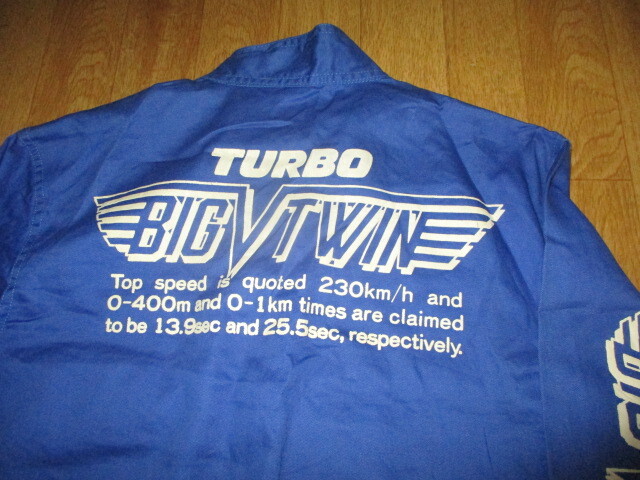 TURBO
BIG V TWIN
Top speed is quoted 230km/h and
0-400m and 0-1km times are claimed
to be 13.9sec and 25.5sec, respectively.